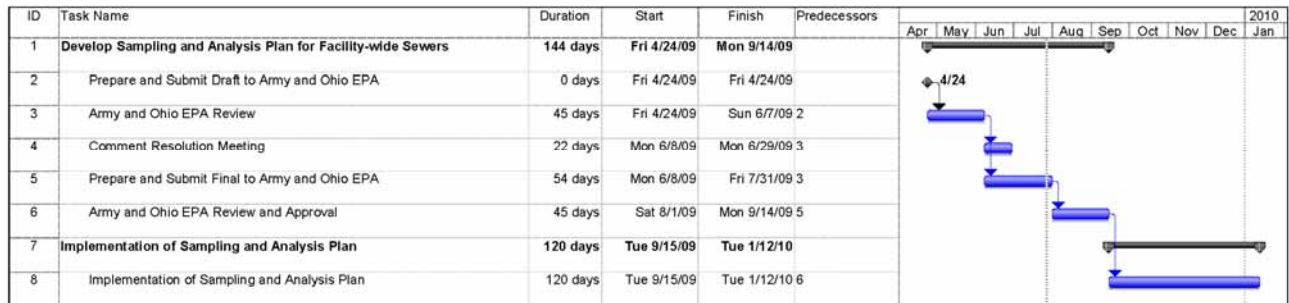 ID Task Name Duration Start Finish Predecessors 2010
Apr May Jun Jul Aug Sep Oct Nov Dec Jan
1 Develop Sampling and Analysis Plan for Facility-wide Sewers 144 days Fri 4/24/09 Mon 9/14/09
2 Prepare and Submit Draft to Army and Ohio EPA 0 days Fri 4/24/09 Fri 4/24/09 4/24
3 Army and Ohio EPA Review 45 days Fri 4/24/09 Sun 6/7/09 2
4 Comment Resolution Meeting 22 days Mon 6/8/09 Mon 6/29/09 3
5 Prepare and Submit Final to Army and Ohio EPA 54 days Mon 6/8/09 Fri 7/31/09 3
6 Army and Ohio EPA Review and Approval 45 days Sat 8/1/09 Mon 9/14/09 5
7 Implementation of Sampling and Analysis Plan 120 days Tue 9/15/09 Tue 1/12/10
8 Implementation of Sampling and Analysis Plan 120 days Tue 9/15/09 Tue 1/12/10 6